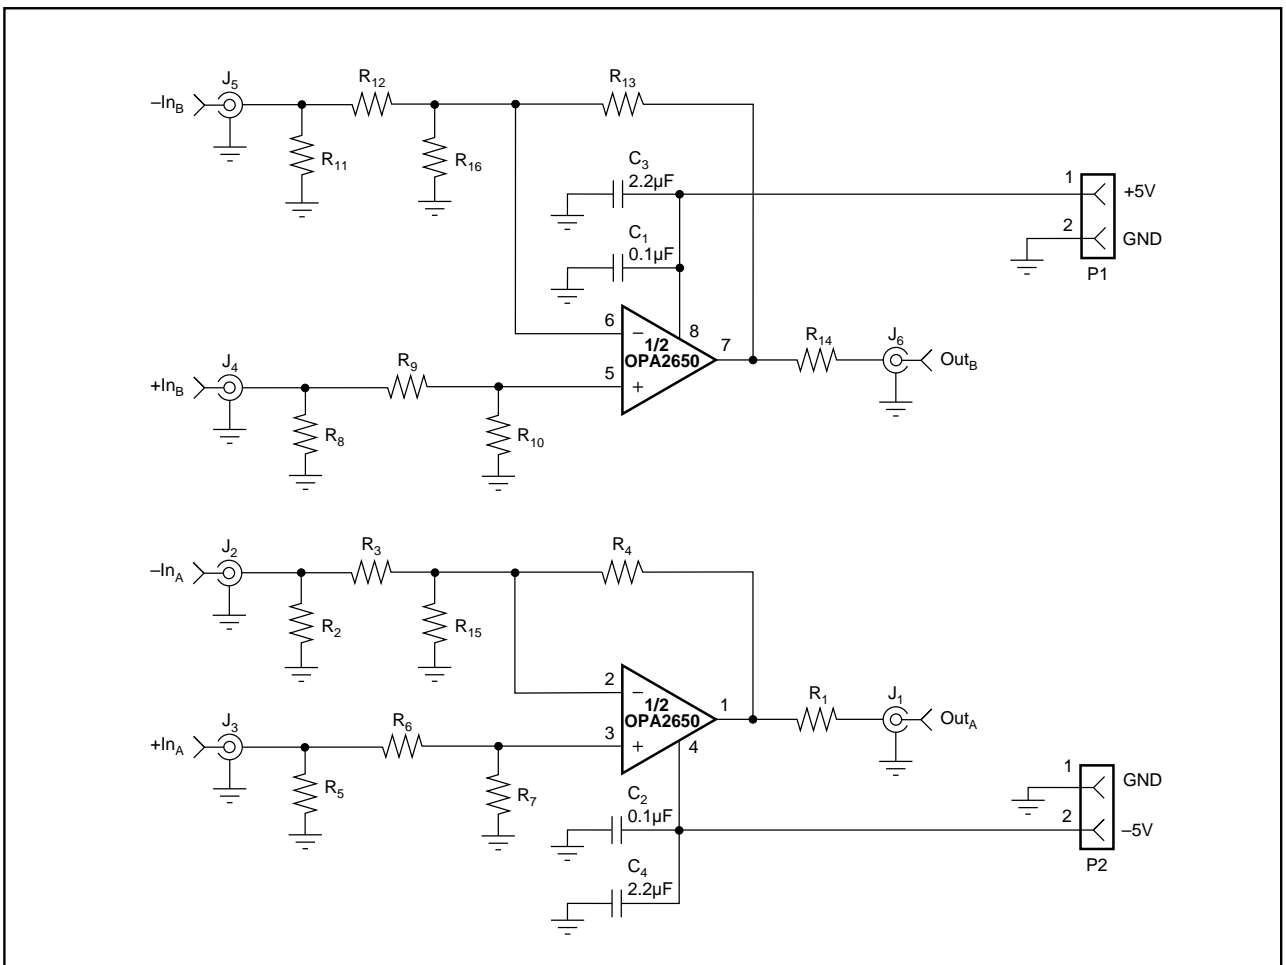 J5
R12
R13
–InB
R11
R16
C3
2.2µF
1
+5V
C1
0.1µF
2
GND
P1
6
–
8
1/2
OPA2650
7
R14
J6
OutB
J4
R9
5
+
+InB
R8
R10
J2
R3
R4
–InA
R2
R15
2
–
1/2
OPA2650
1
R1
J1
OutA
J3
R6
3
+
4
+InA
R5
R7
C2
0.1µF
1
GND
2
–5V
P2
C4
2.2µF